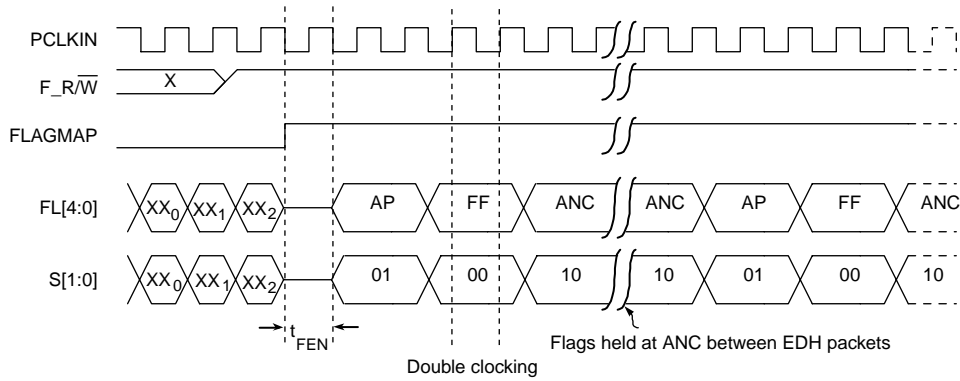 PCLKIN
F_R/W̅ X
FLAGMAP
FL[4:0] XX0 XX1 XX2 AP FF ANC ANC AP FF ANC
S[1:0] XX0 XX1 XX2 01 00 10 10 01 00 10
tFEN
Flags held at ANC between EDH packets
Double clocking